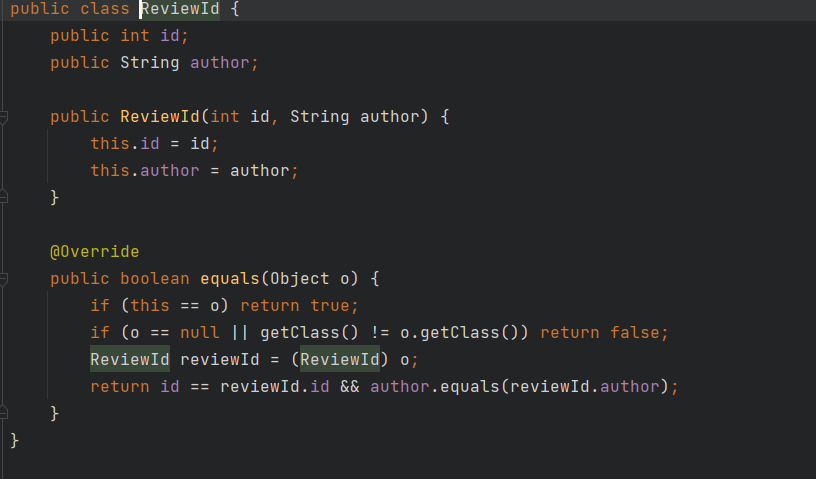 public class ReviewId {
    public int id;
    public String author;

    public ReviewId(int id, String author) {
        this.id = id;
        this.author = author;
    }

    @Override
    public boolean equals(Object o) {
        if (this == o) return true;
        if (o == null || getClass() != o.getClass()) return false;
        ReviewId reviewId = (ReviewId) o;
        return id == reviewId.id && author.equals(reviewId.author);
    }
}